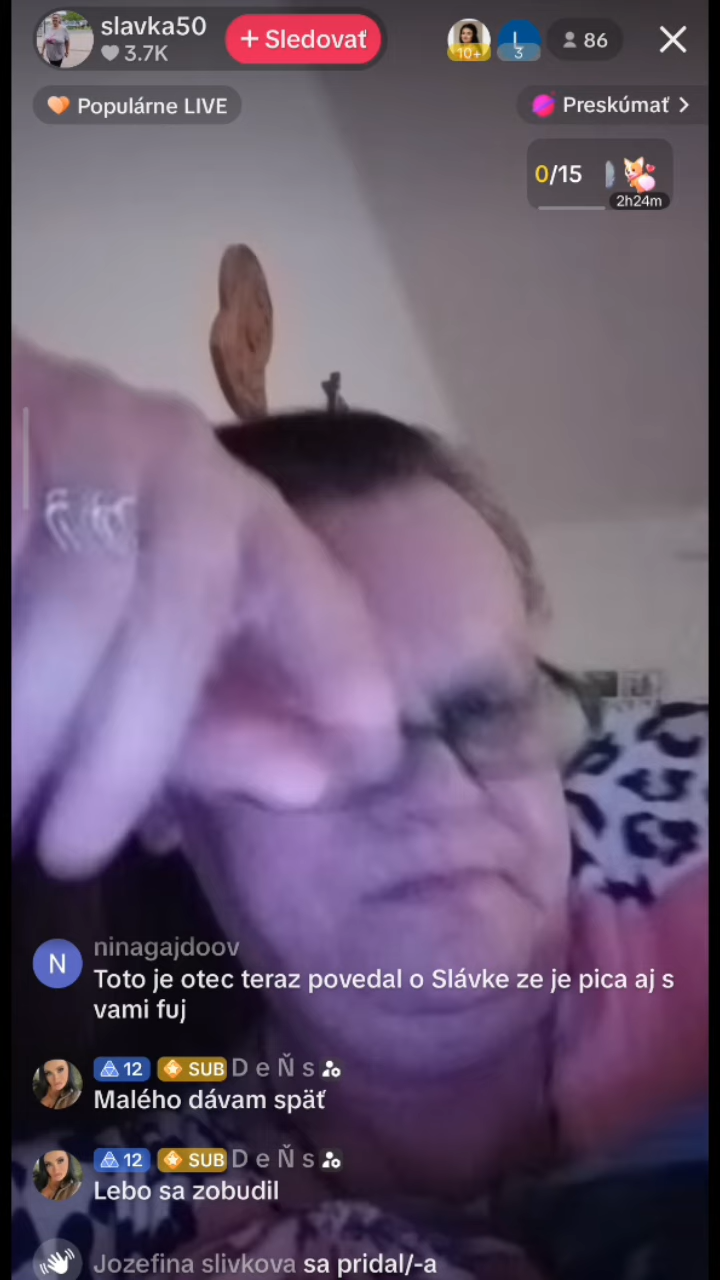 slavka50
3.7K
+ Sledovať
10+
L
3
86
Populárne LIVE
Preskúmať
0/15
2h24m
N
ninagajdoov
Toto je otec teraz povedal o Slávke ze je pica aj s
vami fuj
12 SUB D e Ň s
Malého dávam späť
12 SUB D e Ň s
Lebo sa zobudil
Jozefina slivkova sa pridal/-a